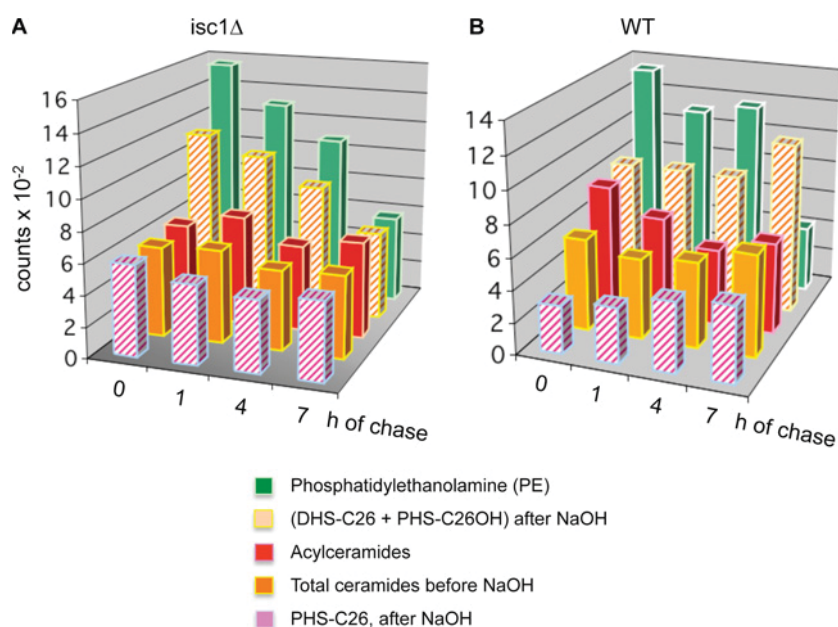 A isc1Δ
B WT
counts x 10⁻²
16
14
12
10
8
6
4
2
0
0 1 4 7 h of chase
14
12
10
8
6
4
2
0
0 1 4 7 h of chase
Phosphatidylethanolamine (PE)
(DHS-C26 + PHS-C26OH) after NaOH
Acylceramides
Total ceramides before NaOH
PHS-C26, after NaOH